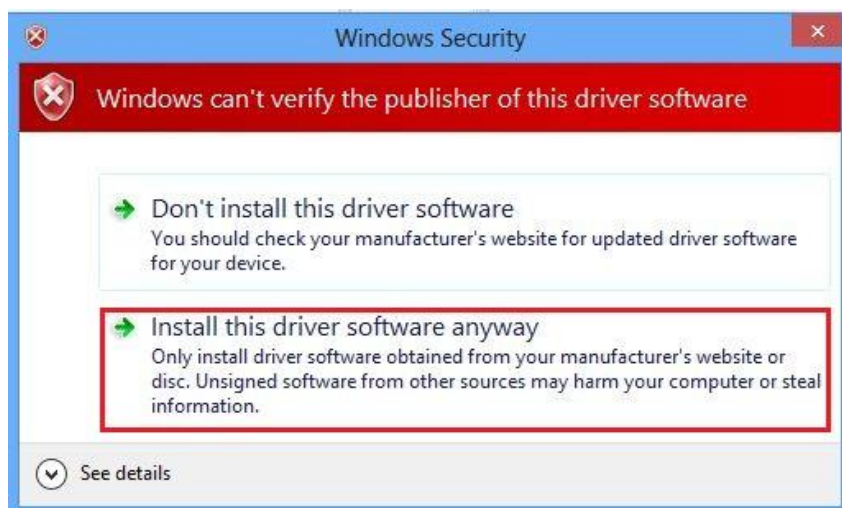 Windows Security
Windows can't verify the publisher of this driver software
Don't install this driver software
You should check your manufacturer's website for updated driver software
for your device.
Install this driver software anyway
Only install driver software obtained from your manufacturer's website or
disc. Unsigned software from other sources may harm your computer or steal
information.
See details